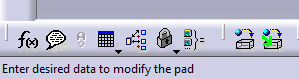 f(x)
Enter desired data to modify the pad